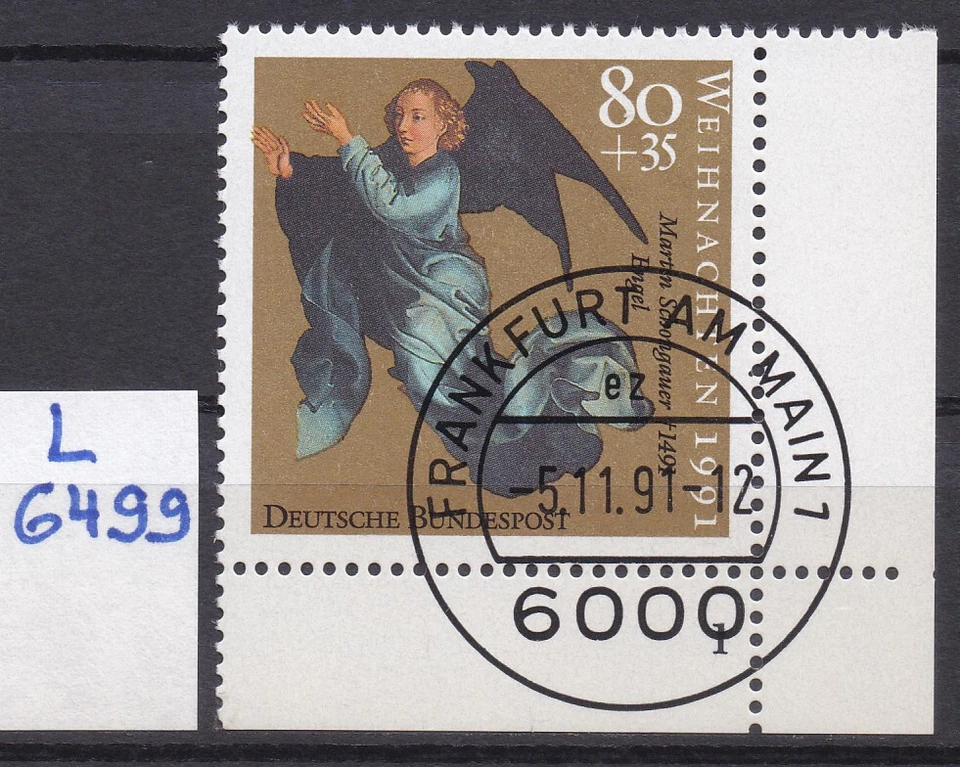 80
+35
WEIHNACHTEN 1991
Martin Schongauer †1491
Engel
DEUTSCHE BUNDESPOST
FRANKFURT AM MAIN 1
ez
-5.11.91-12
6000
1
L
6499